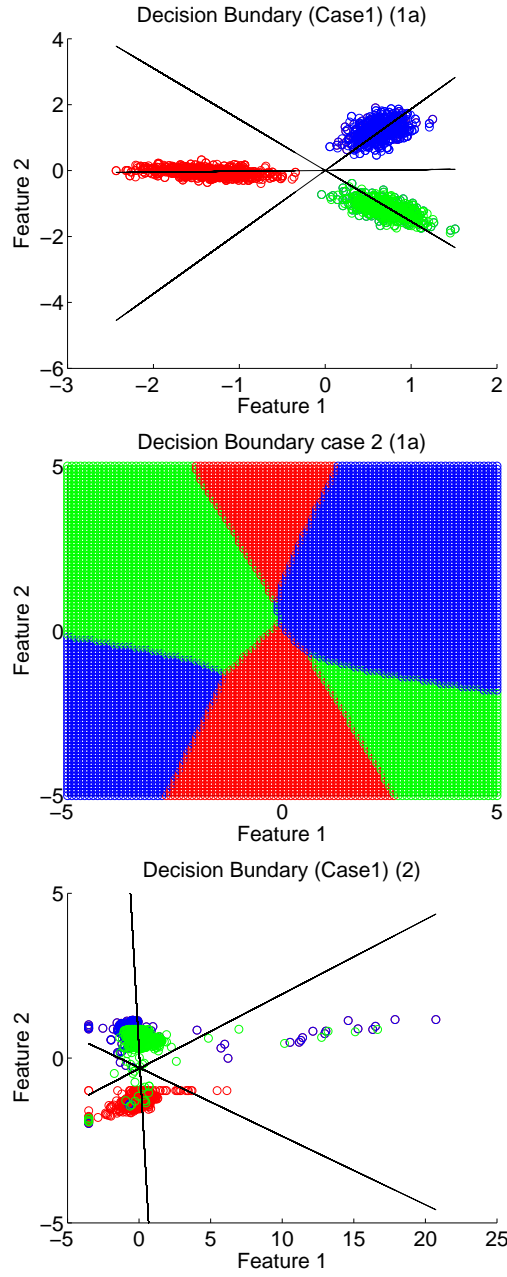 Decision Bundary (Case1) (1a)
4
2
0
−2
−4
−6
Feature 2
−3 −2 −1 0 1 2
Feature 1
Decision Boundary case 2 (1a)
5
0
-5
Feature 2
-5 0 5
Feature 1
Decision Bundary (Case1) (2)
5
0
−5
Feature 2
−5 0 5 10 15 20 25
Feature 1